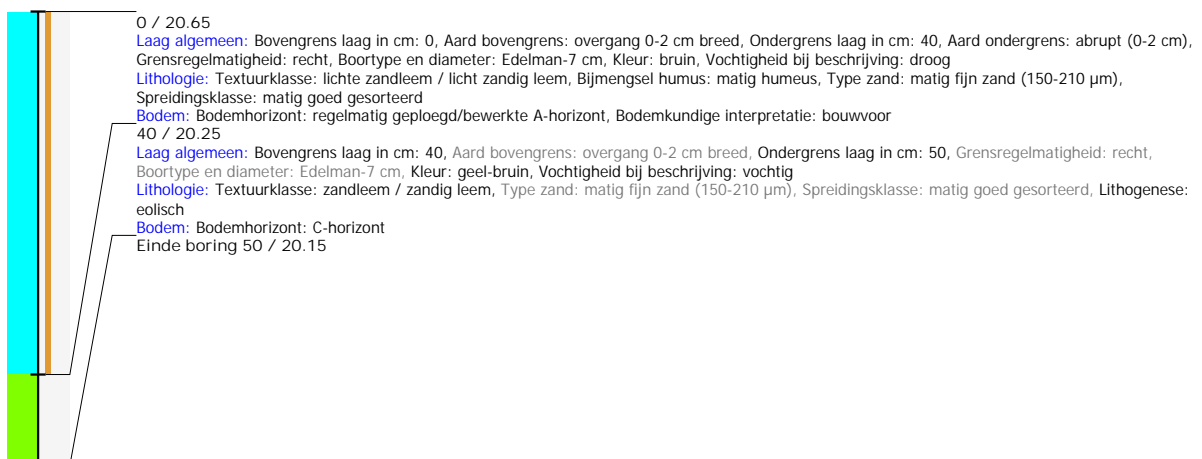 0 / 20.65
Laag algemeen: Bovengrens laag in cm: 0, Aard bovengrens: overgang 0-2 cm breed, Ondergrens laag in cm: 40, Aard ondergrens: abrupt (0-2 cm),
Grensregelmatigheid: recht, Boortype en diameter: Edelman-7 cm, Kleur: bruin, Vochtigheid bij beschrijving: droog
Lithologie: Textuurklasse: lichte zandleem / licht zandig leem, Bijmengsel humus: matig humeus, Type zand: matig fijn zand (150-210 µm),
Spreidingsklasse: matig goed gesorteerd
Bodem: Bodemhorizont: regelmatig geploegd/bewerkte A-horizont, Bodemkundige interpretatie: bouwvoor
40 / 20.25
Laag algemeen: Bovengrens laag in cm: 40, Aard bovengrens: overgang 0-2 cm breed, Ondergrens laag in cm: 50, Grensregelmatigheid: recht,
Boortype en diameter: Edelman-7 cm, Kleur: geel-bruin, Vochtigheid bij beschrijving: vochtig
Lithologie: Textuurklasse: zandleem / zandig leem, Type zand: matig fijn zand (150-210 µm), Spreidingsklasse: matig goed gesorteerd, Lithogenese:
eolisch
Bodem: Bodemhorizont: C-horizont
Einde boring 50 / 20.15